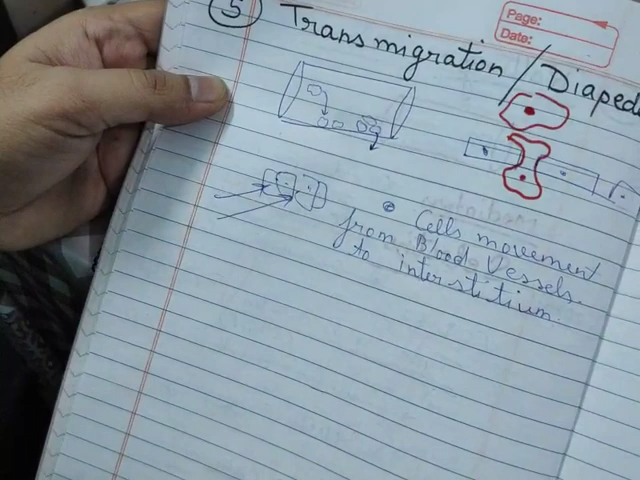 Page:
Date:
5 Transmigration / Diaped
Cells movement
from Blood Vessels
to interstitium.